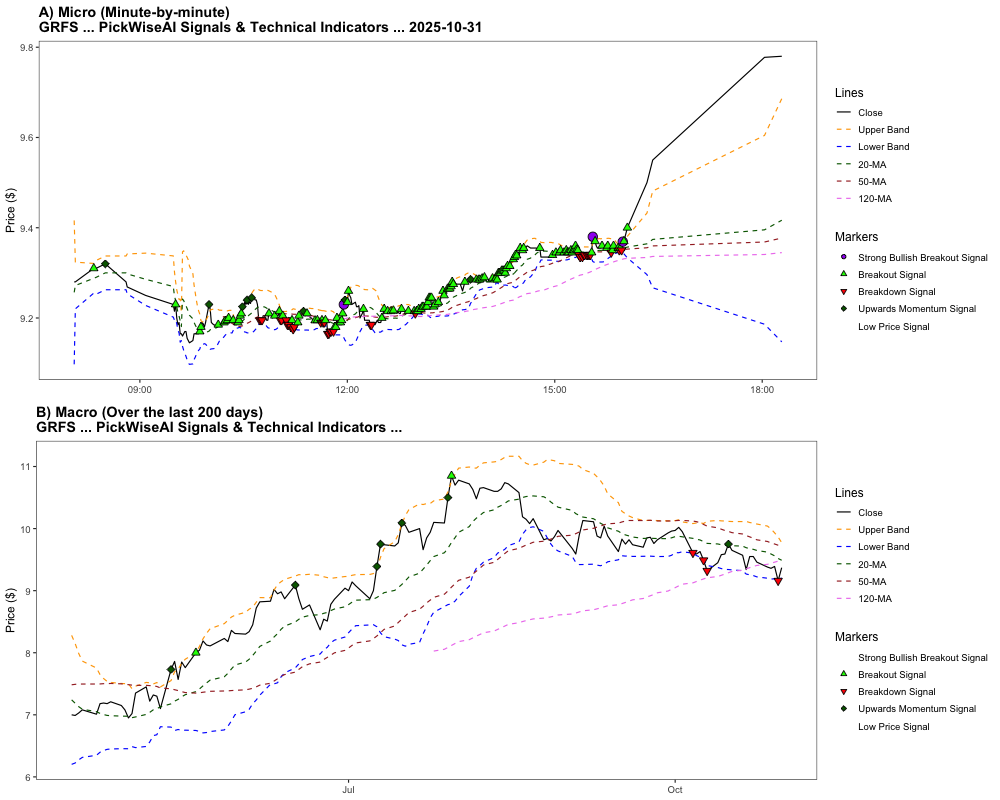 A) Micro (Minute-by-minute)
GRFS ... PickWiseAI Signals & Technical Indicators ... 2025-10-31
Price ($)
9.8
9.6
9.4
9.2
09:00
12:00
15:00
18:00
Lines
Close
Upper Band
Lower Band
20-MA
50-MA
120-MA
Markers
Strong Bullish Breakout Signal
Breakout Signal
Breakdown Signal
Upwards Momentum Signal
Low Price Signal
B) Macro (Over the last 200 days)
GRFS ... PickWiseAI Signals & Technical Indicators ...
Price ($)
11
10
9
8
7
6
Jul
Oct
Lines
Close
Upper Band
Lower Band
20-MA
50-MA
120-MA
Markers
Strong Bullish Breakout Signal
Breakout Signal
Breakdown Signal
Upwards Momentum Signal
Low Price Signal